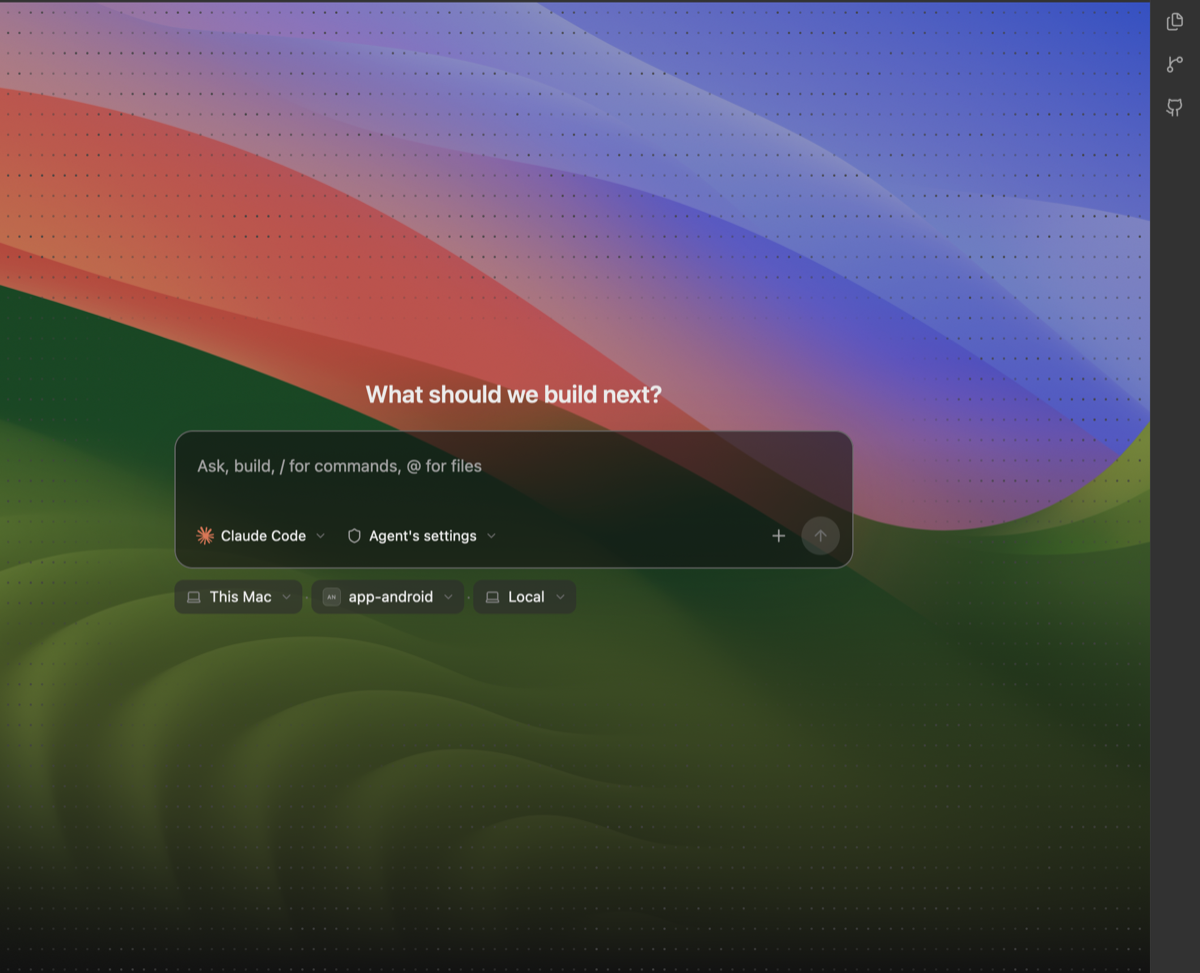 What should we build next?
Ask, build, / for commands, @ for files
Claude Code
Agent's settings
This Mac
AN
app-android
Local